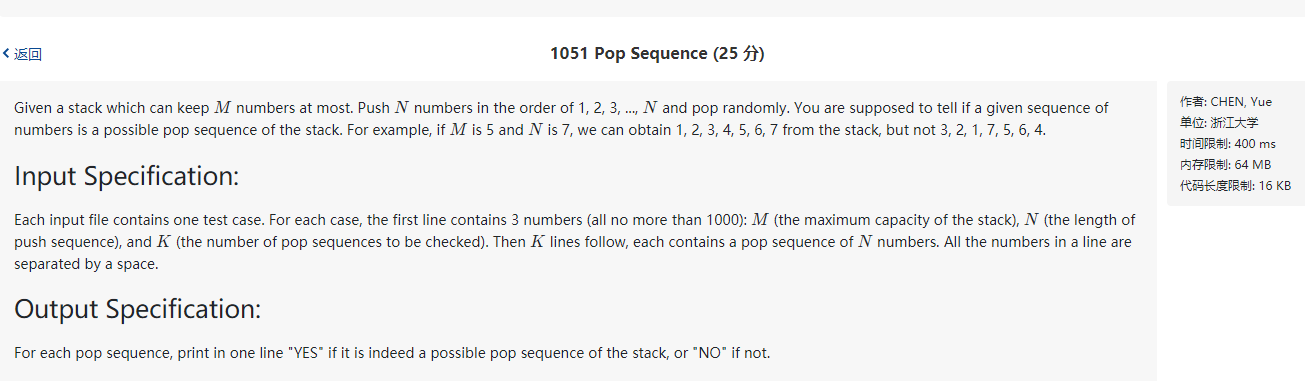 返回
1051 Pop Sequence (25 分)
Given a stack which can keep M numbers at most. Push N numbers in the order of 1, 2, 3, ..., N and pop randomly. You are supposed to tell if a given sequence of
numbers is a possible pop sequence of the stack. For example, if M is 5 and N is 7, we can obtain 1, 2, 3, 4, 5, 6, 7 from the stack, but not 3, 2, 1, 7, 5, 6, 4.
Input Specification:
Each input file contains one test case. For each case, the first line contains 3 numbers (all no more than 1000): M (the maximum capacity of the stack), N (the length of
push sequence), and K (the number of pop sequences to be checked). Then K lines follow, each contains a pop sequence of N numbers. All the numbers in a line are
separated by a space.
Output Specification:
For each pop sequence, print in one line "YES" if it is indeed a possible pop sequence of the stack, or "NO" if not.
作者: CHEN, Yue
单位: 浙江大学
时间限制: 400 ms
内存限制: 64 MB
代码长度限制: 16 KB